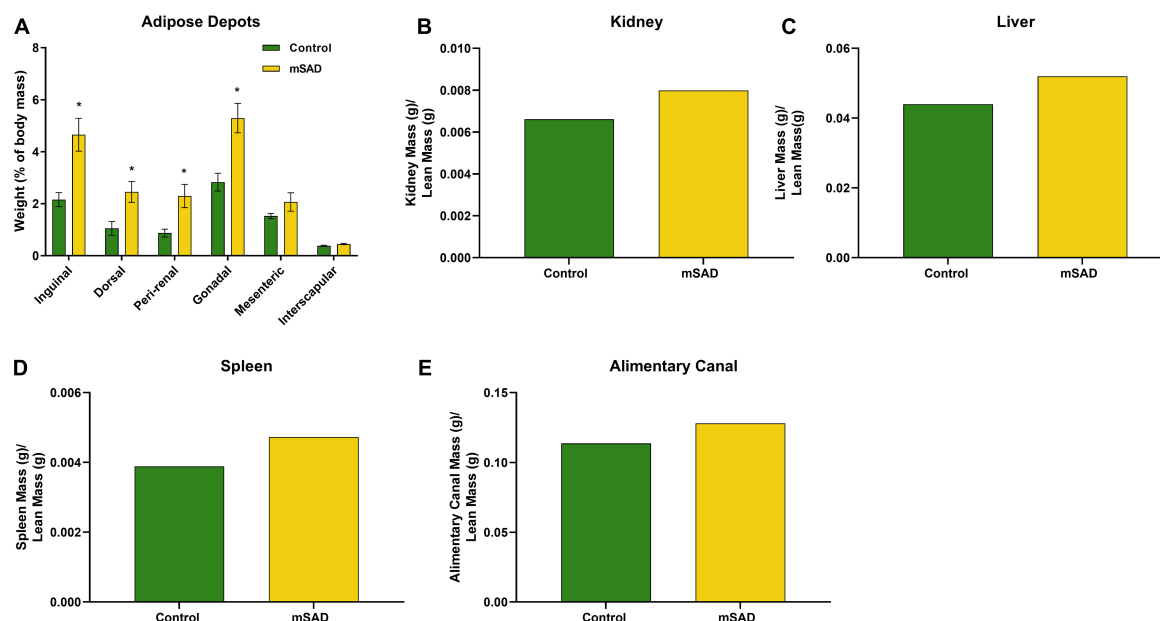 A
Adipose Depots
Weight (% of body mass)
8
6
4
2
0
Control
mSAD
*
*
*
*
Inguinal
Dorsal
Peri-renal
Gonadal
Mesenteric
Interscapular
B
Kidney
Kidney Mass (g)/
Lean Mass (g)
0.010
0.008
0.006
0.004
0.002
0.000
Control
mSAD
C
Liver
Liver Mass (g)/
Lean Mass(g)
0.06
0.04
0.02
0.00
Control
mSAD
D
Spleen
Spleen Mass (g)/
Lean Mass (g)
0.006
0.004
0.002
0.000
Control
mSAD
E
Alimentary Canal
Alimentary Canal Mass (g)/
Lean Mass (g)
0.15
0.10
0.05
0.00
Control
mSAD